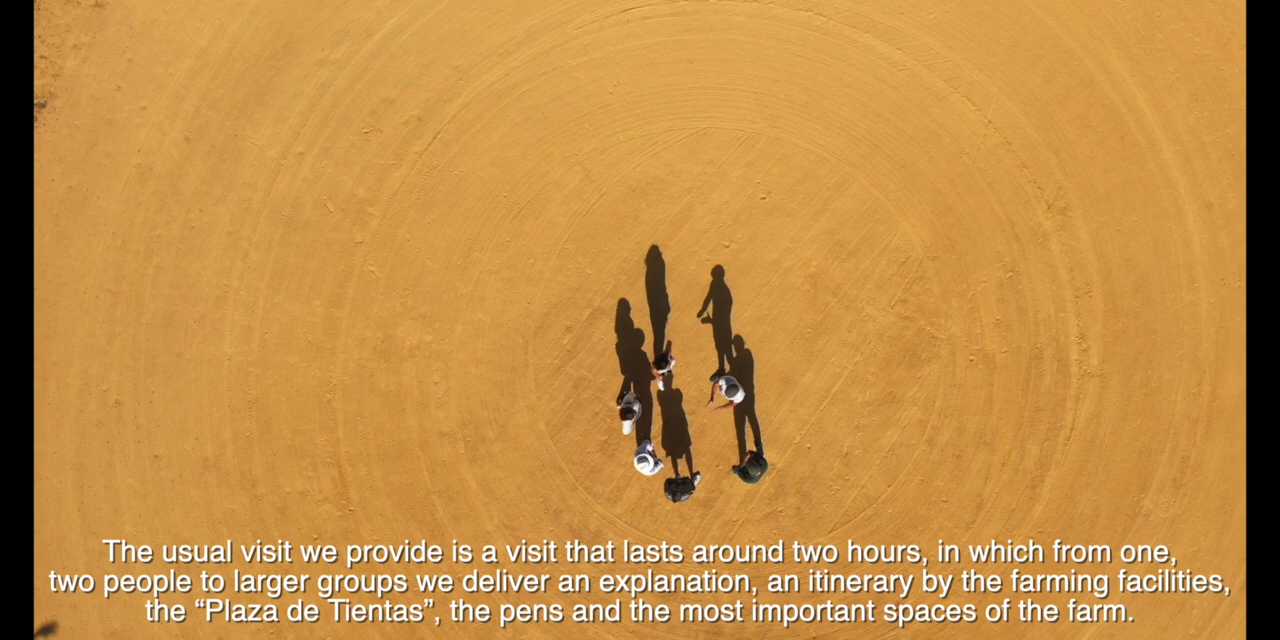 The usual visit we provide is a visit that lasts around two hours, in which from one,
two people to larger groups we deliver an explanation, an itinerary by the farming facilities,
the “Plaza de Tientas”, the pens and the most important spaces of the farm.